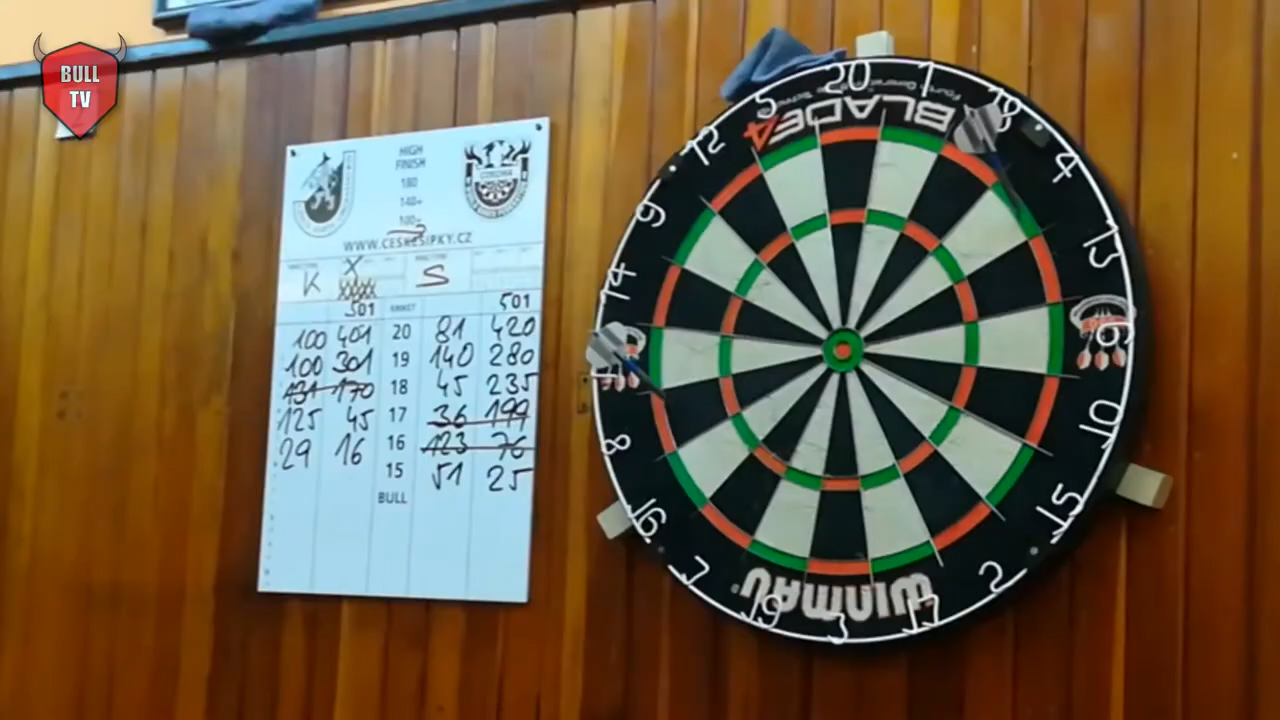 BULL
TV
HIGH
FINISH
180
140+
100+
WWW.CESKESIPKY.CZ
K X S
501 501
100 401 20 81 420
100 301 19 140 280
131 170 18 45 235
125 45 17 36 199
29 16 16 123 76
15 51 25
BULL
BLADE4
20
1
18
4
13
6
10
15
2
17
3
19
7
16
8
11
14
9
12
5
WINMAU